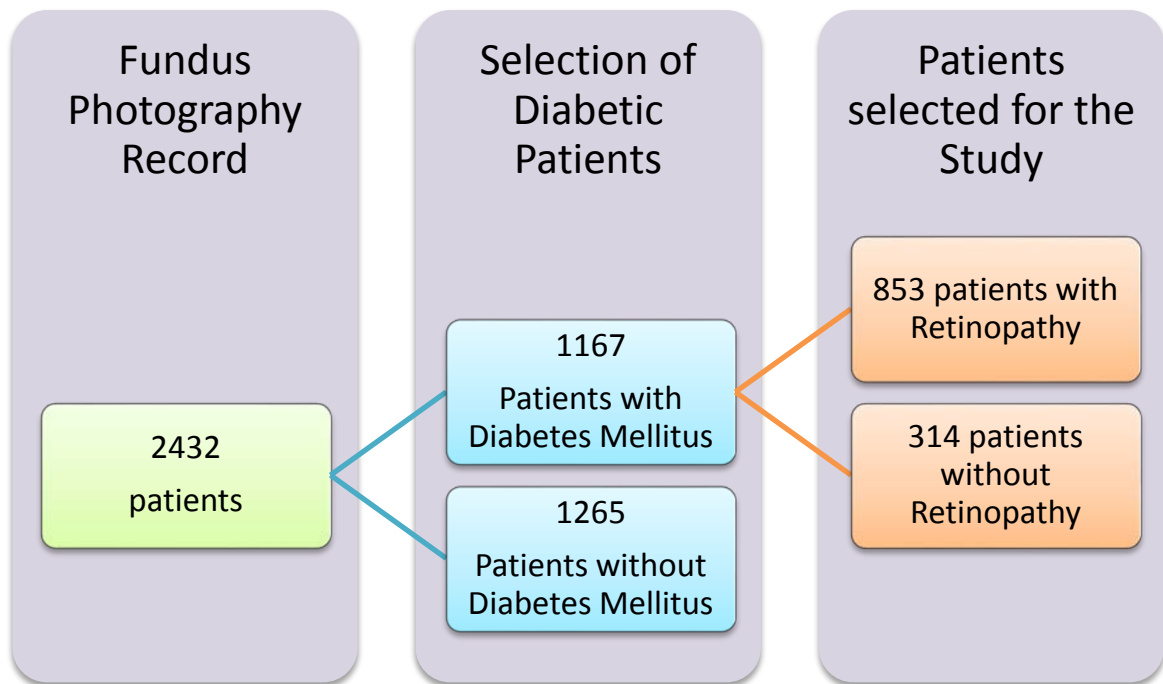 Fundus
Photography
Record
2432
patients
Selection of
Diabetic
Patients
1167
Patients with
Diabetes Mellitus
1265
Patients without
Diabetes Mellitus
Patients
selected for the
Study
853 patients with
Retinopathy
314 patients
without
Retinopathy